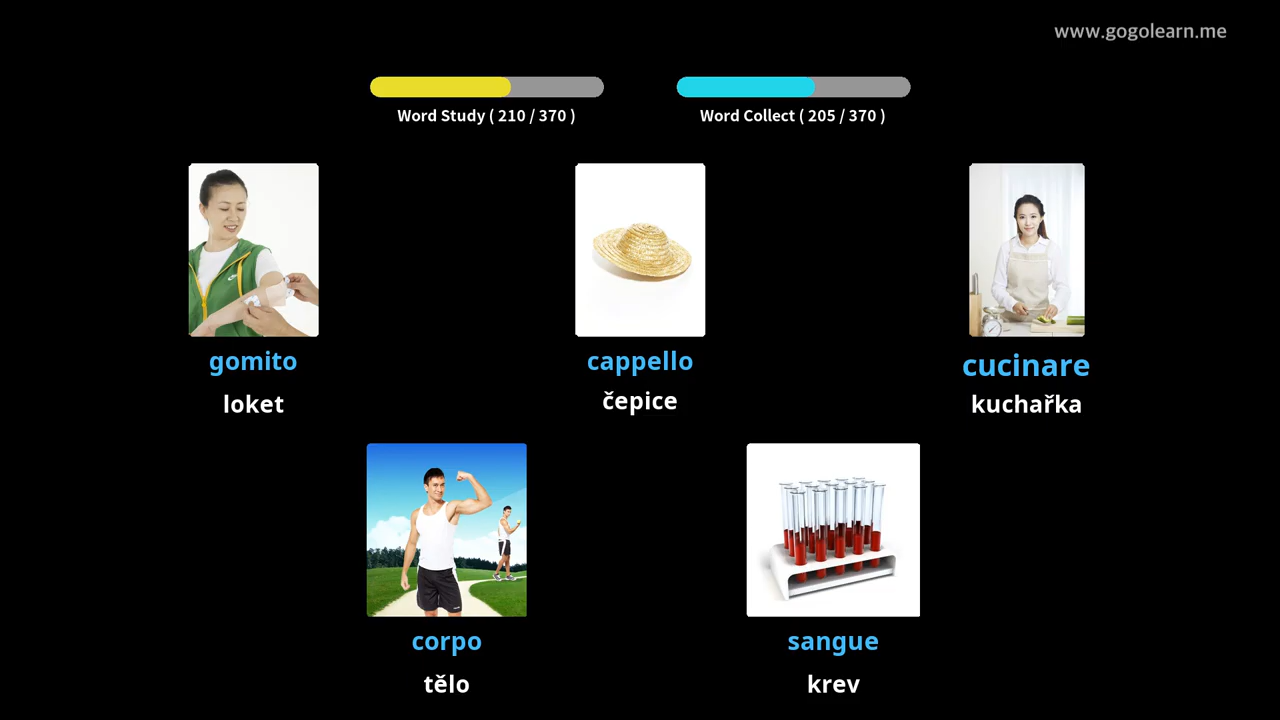 www.gogolearn.me
Word Study ( 210 / 370 )
Word Collect ( 205 / 370 )
gomito
loket
cappello
čepice
cucinare
kuchařka
corpo
tělo
sangue
krev